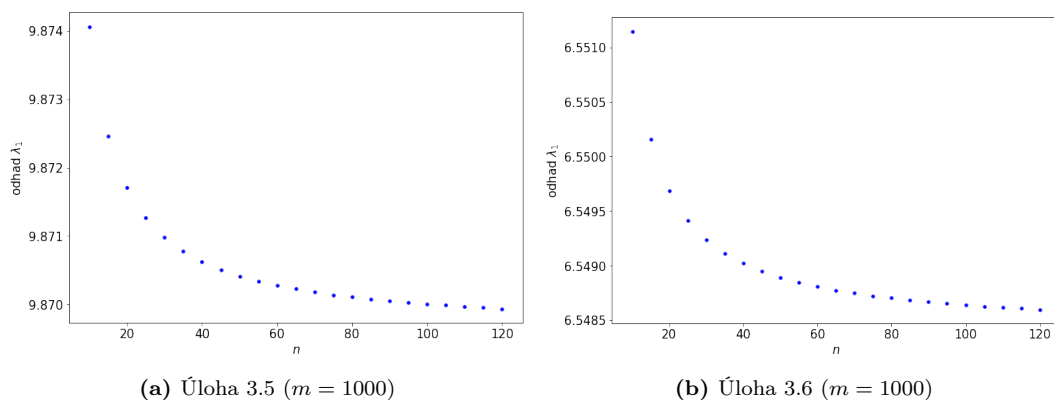 9.874
9.873
9.872
9.871
9.870
odhad λ₁
20 40 60 80 100 120
n
6.5510
6.5505
6.5500
6.5495
6.5490
6.5485
odhad λ₁
20 40 60 80 100 120
n
(a) Úloha 3.5 (m = 1000)
(b) Úloha 3.6 (m = 1000)